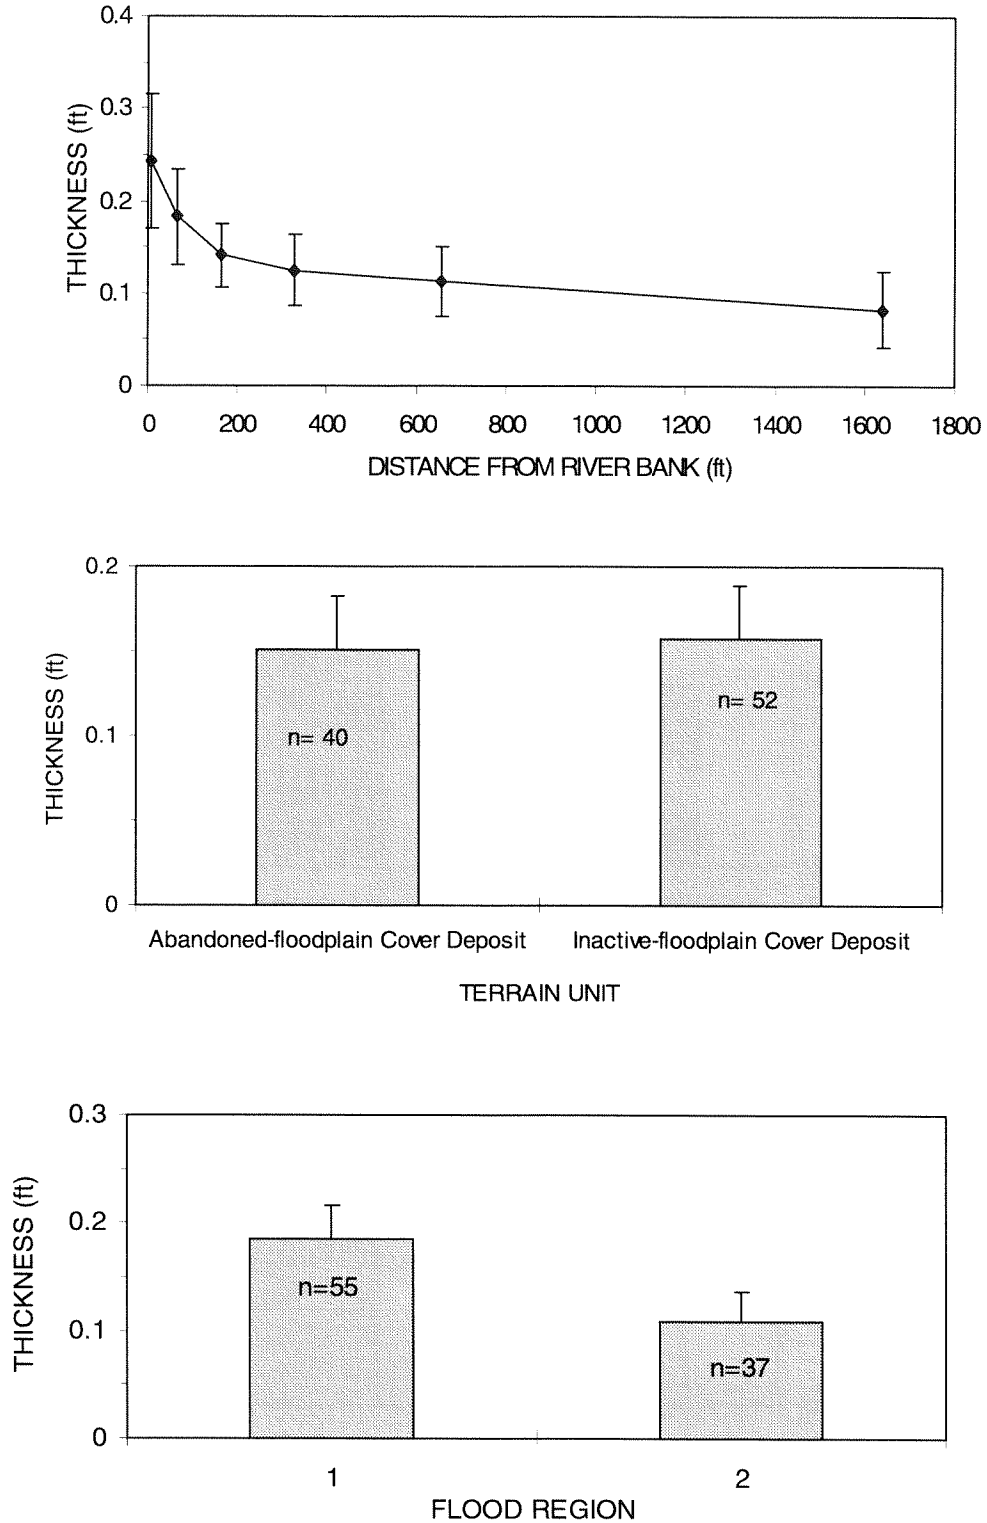 0.4
0.3
0.2
0.1
0
THICKNESS (ft)
0 200 400 600 800 1000 1200 1400 1600 1800
DISTANCE FROM RIVER BANK (ft)
0.2
0.1
0
THICKNESS (ft)
n= 40
n= 52
Abandoned-floodplain Cover Deposit Inactive-floodplain Cover Deposit
TERRAIN UNIT
0.3
0.2
0.1
0
THICKNESS (ft)
n=55
n=37
1 2
FLOOD REGION